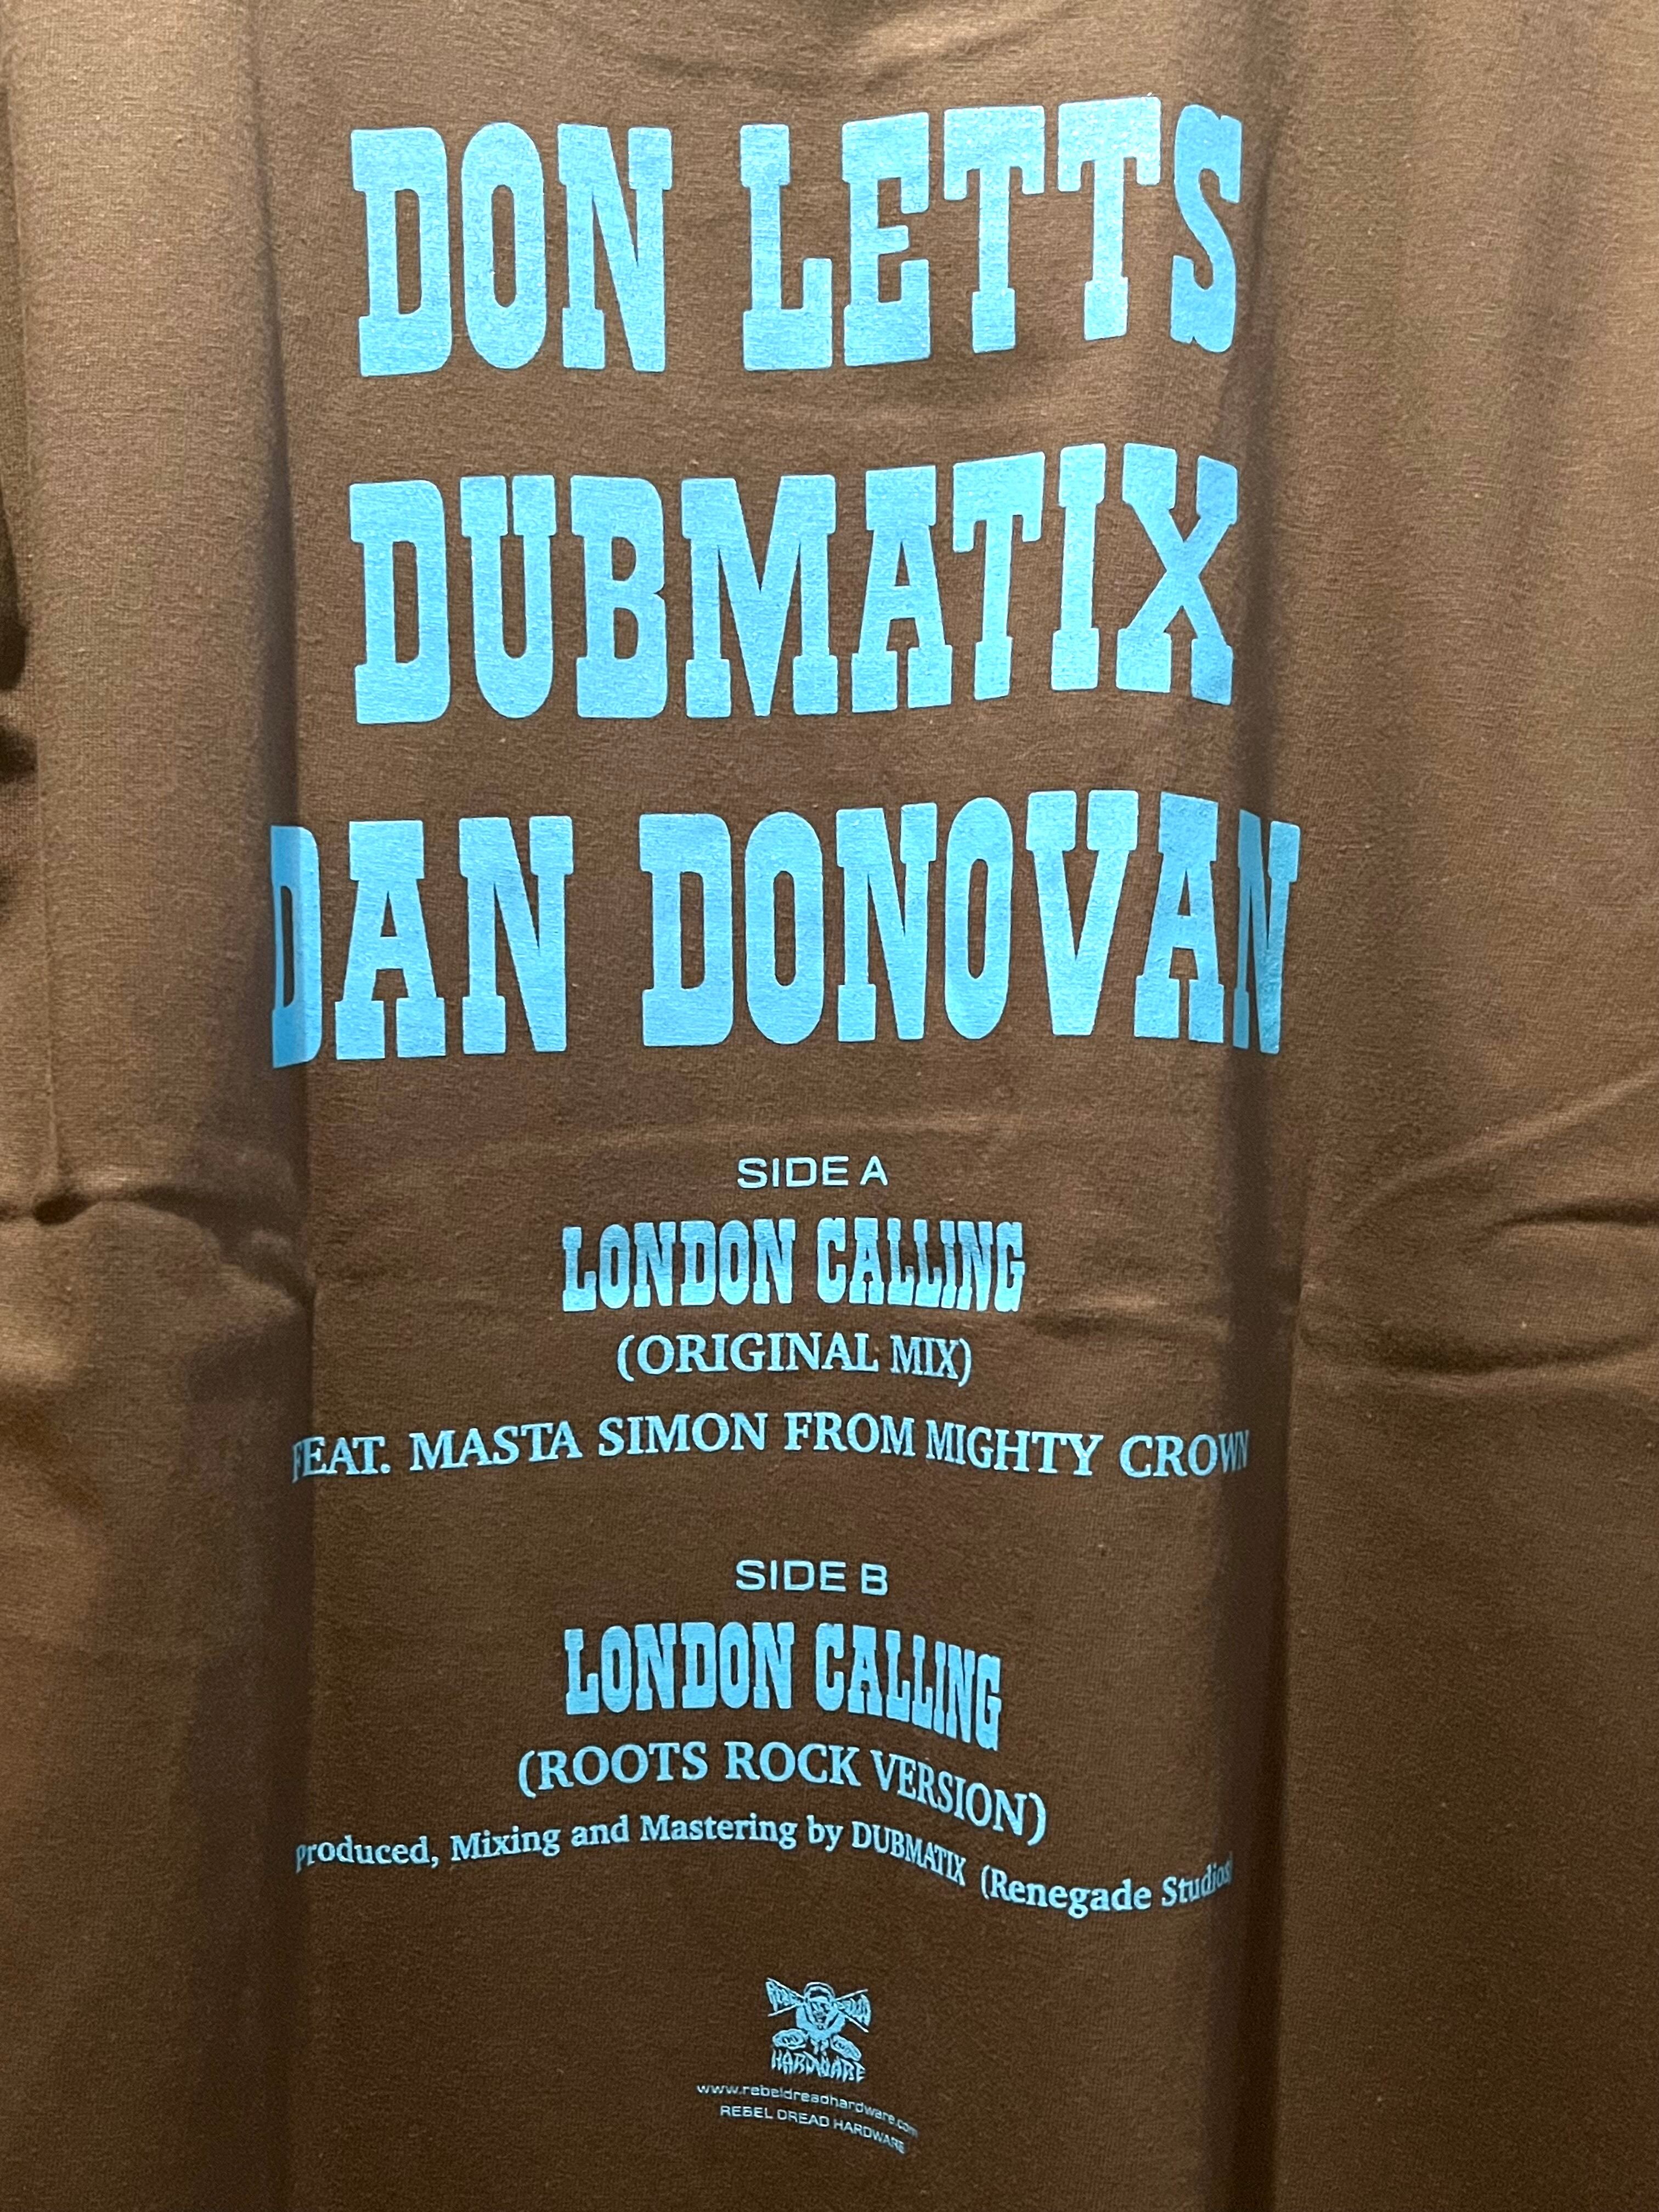 DON LETTS
DUBMATIX
DAN DONOVAN
SIDE A
LONDON CALLING
(ORIGINAL MIX)
FEAT. MASTA SIMON FROM MIGHTY CROWN
SIDE B
LONDON CALLING
(ROOTS ROCK VERSION)
Produced, Mixing and Mastering by DUBMATIX (Renegade Studios)
HARDWARE
www.rebeldreadhardware.com
REBEL DREAD HARDWARE